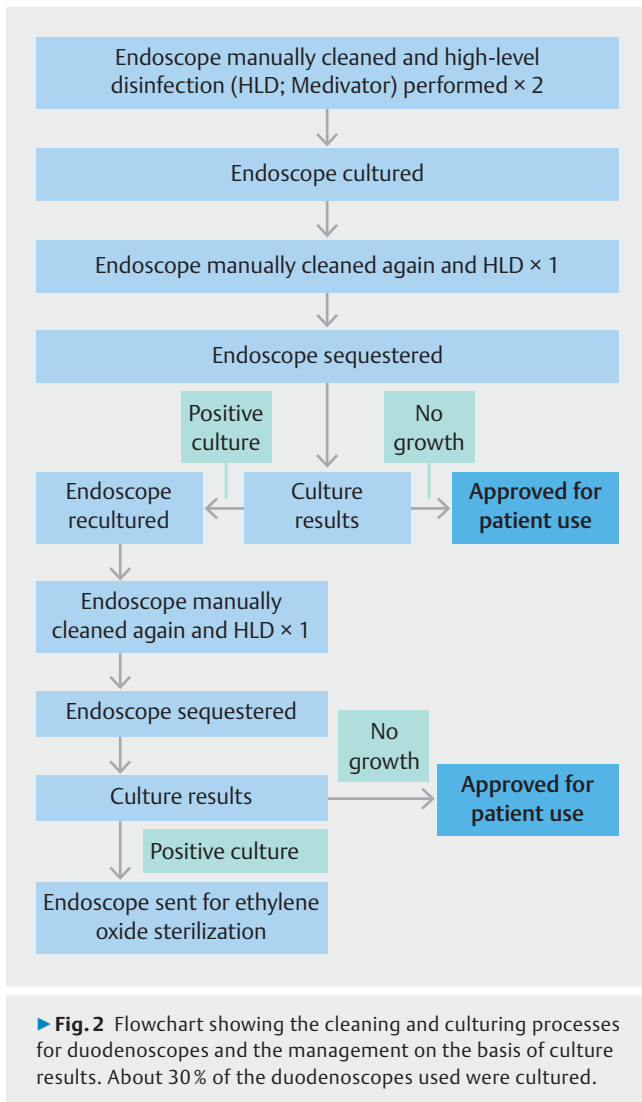 Endoscope manually cleaned and high-level
disinfection (HLD; Medivator) performed × 2
Endoscope cultured
Endoscope manually cleaned again and HLD × 1
Endoscope sequestered
Positive
culture
No
growth
Endoscope
recultured
Culture
results
Approved for
patient use
Endoscope manually
cleaned again and HLD × 1
Endoscope sequestered
No
growth
Culture results
Approved for
patient use
Positive culture
Endoscope sent for ethylene
oxide sterilization
▶ Fig. 2 Flowchart showing the cleaning and culturing processes
for duodenoscopes and the management on the basis of culture
results. About 30 % of the duodenoscopes used were cultured.